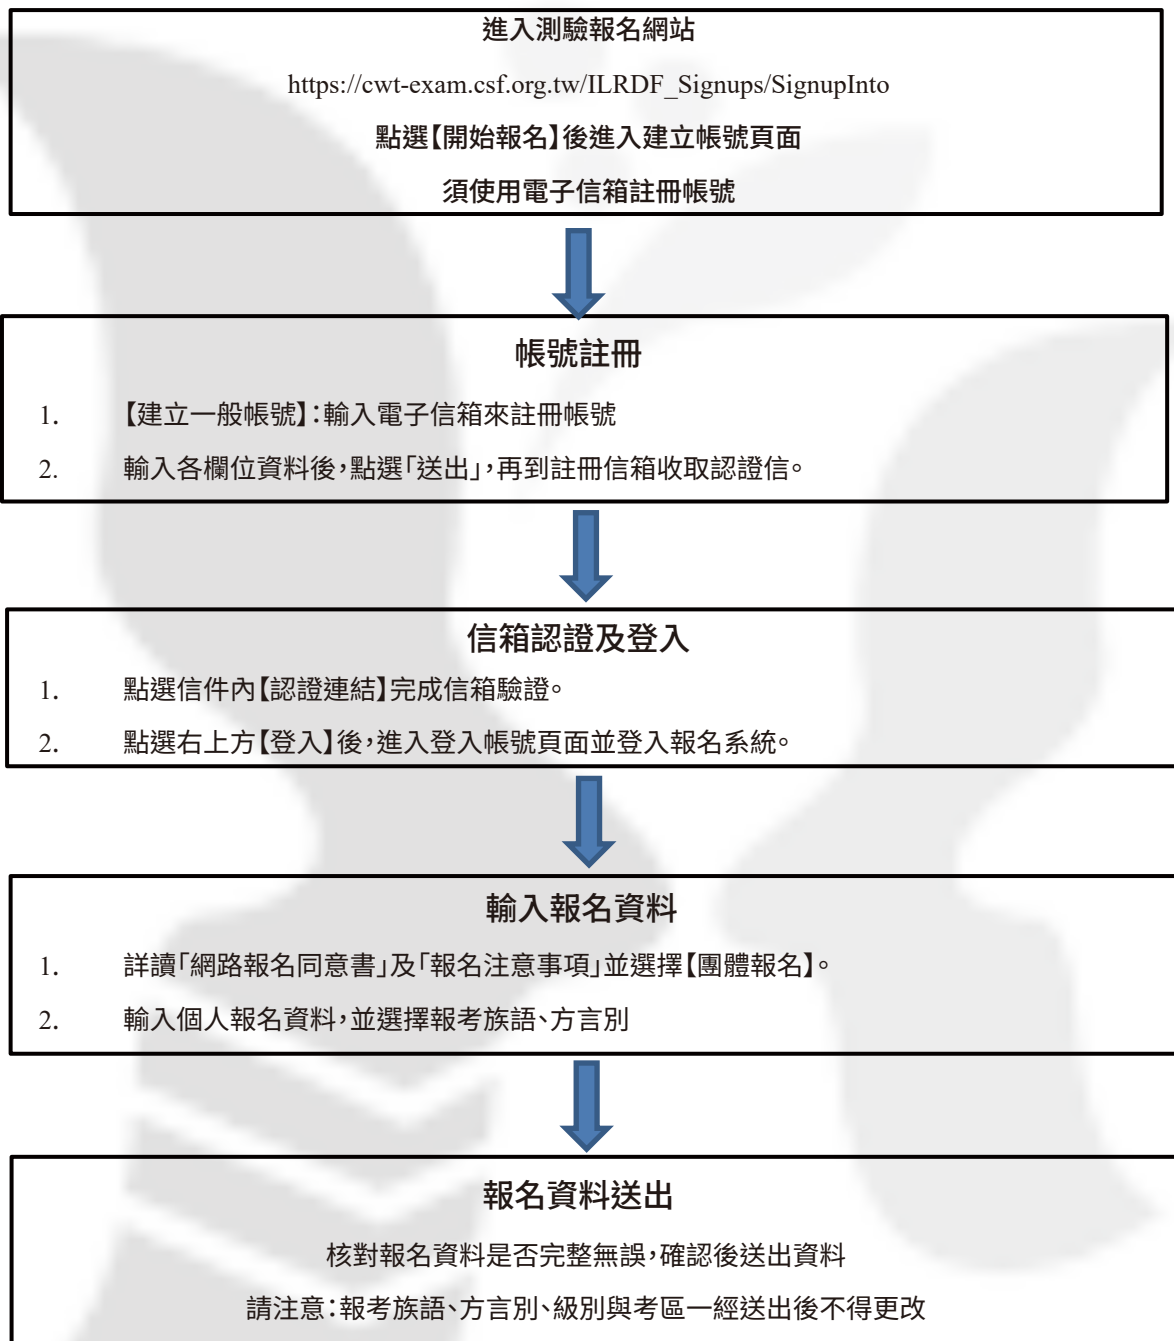 進入測驗報名網站
https://cwt-exam.csf.org.tw/ILRDF_Signups/SignupInto
點選【開始報名】後進入建立帳號頁面
須使用電子信箱註冊帳號
帳號註冊
1. 【建立一般帳號】：輸入電子信箱來註冊帳號
2. 輸入各欄位資料後，點選「送出」，再到註冊信箱收取認證信。
信箱認證及登入
1. 點選信件內【認證連結】完成信箱驗證。
2. 點選右上方【登入】後，進入登入帳號頁面並登入報名系統。
輸入報名資料
1. 詳讀「網路報名同意書」及「報名注意事項」並選擇【團體報名】。
2. 輸入個人報名資料，並選擇報考族語、方言別
報名資料送出
核對報名資料是否完整無誤，確認後送出資料
請注意：報考族語、方言別、級別與考區一經送出後不得更改